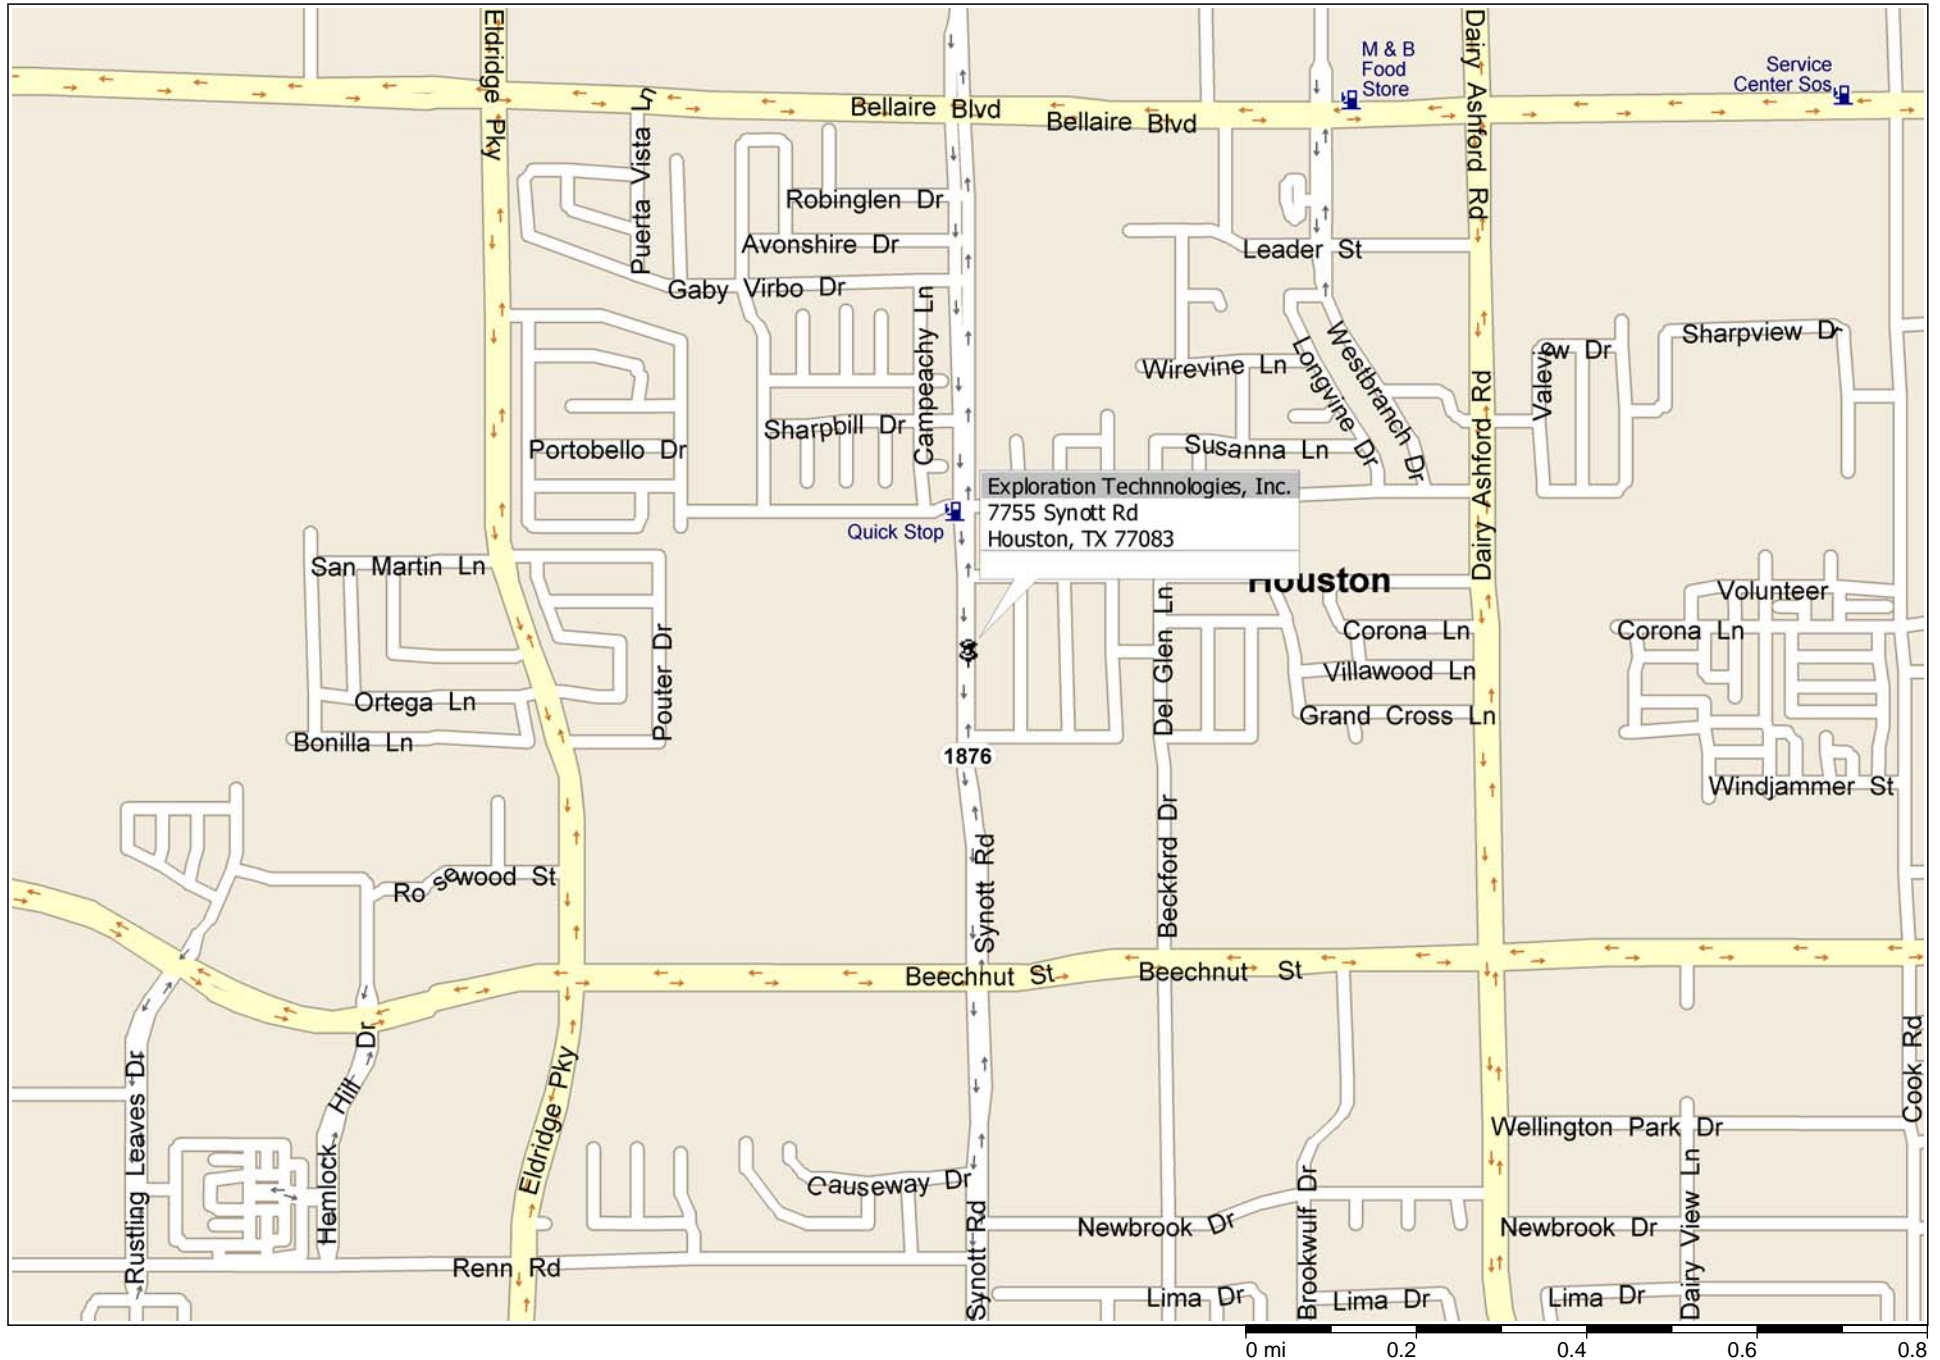 Eldridge Pky
Dairy Ashford Rd
M & B
Food
Store
Service
Center Sos
Bellaire Blvd
Bellaire Blvd
Puerta Vista Ln
Robinglen Dr
Avonshire Dr
Gaby Virbo Dr
Leader St
Campeachy Ln
Sharpbill Dr
Portobello Dr
Wirevine Ln
Longvine Dr
Westbranch Dr
Susanna Ln
Valeview Dr
Sharpview Dr
Dairy Ashford Rd
Exploration Technnologies, Inc.
7755 Synott Rd
Houston, TX 77083
Quick Stop
Houston
San Martin Ln
Ortega Ln
Bonilla Ln
Pouter Dr
Del Glen Ln
Corona Ln
Villawood Ln
Grand Cross Ln
Volunteer
Corona Ln
Windjammer St
1876
Rosewood St
Synott Rd
Beckford Dr
Beechnut St
Beechnut St
Rustling Leaves Dr
Hemlock Hill Dr
Eldridge Pky
Causeway Dr
Renn Rd
Synott Rd
Newbrook Dr
Brookwulf Dr
Wellington Park Dr
Newbrook Dr
Dairy View Ln
Cook Rd
Lima Dr
Lima Dr
Lima Dr
0 mi 0.2 0.4 0.6 0.8